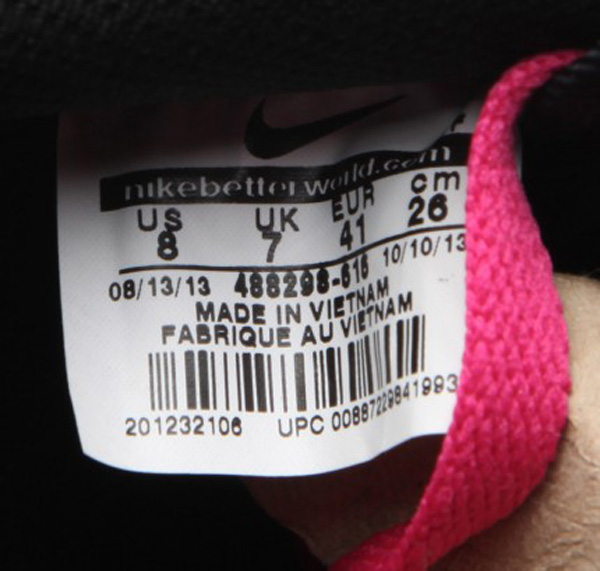 nikebetterworld.com
US UK EUR cm
8 7 41 26
08/13/13 488298-616 10/10/13
MADE IN VIETNAM
FABRIQUE AU VIETNAM
201232106 UPC 00887229841993